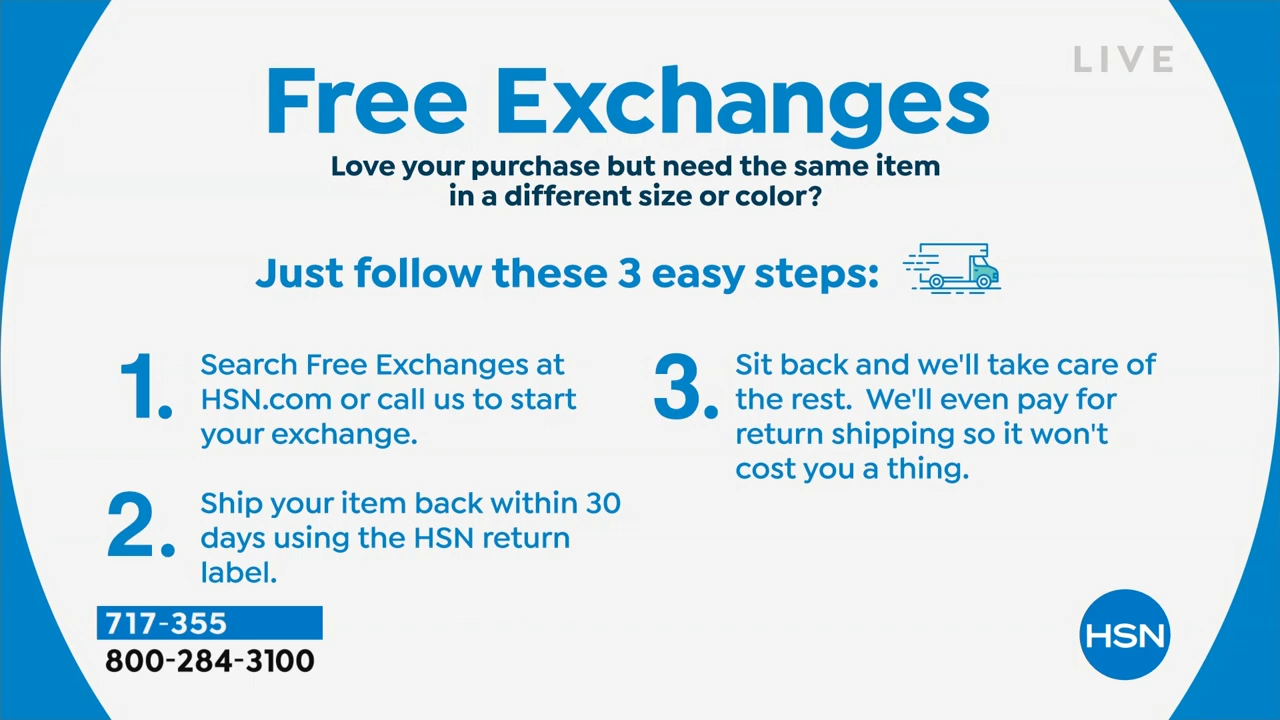 LIVE
Free Exchanges
Love your purchase but need the same item
in a different size or color?
Just follow these 3 easy steps:
1.
Search Free Exchanges at
HSN.com or call us to start
your exchange.
2.
Ship your item back within 30
days using the HSN return
label.
3.
Sit back and we'll take care of
the rest.  We'll even pay for
return shipping so it won't
cost you a thing.
717-355
800-284-3100
HSN